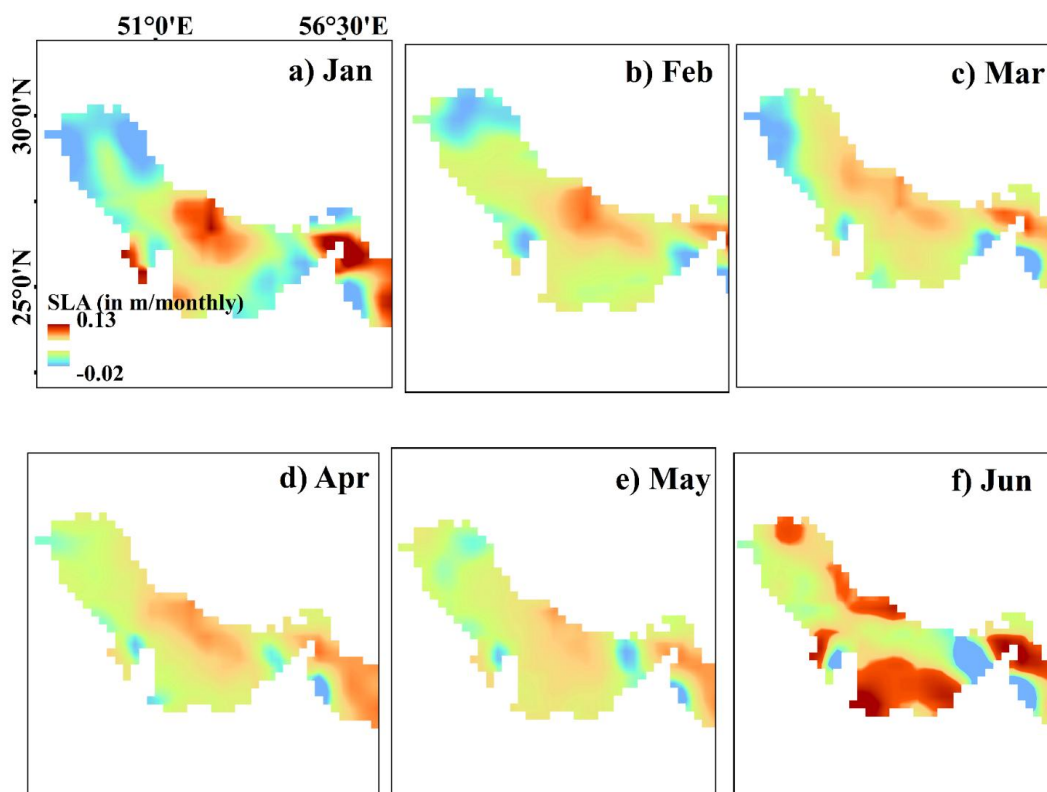 51°0'E 56°30'E
a) Jan
b) Feb
c) Mar
30°0'N
25°0'N
SLA (in m/monthly)
0.13
-0.02
d) Apr
e) May
f) Jun